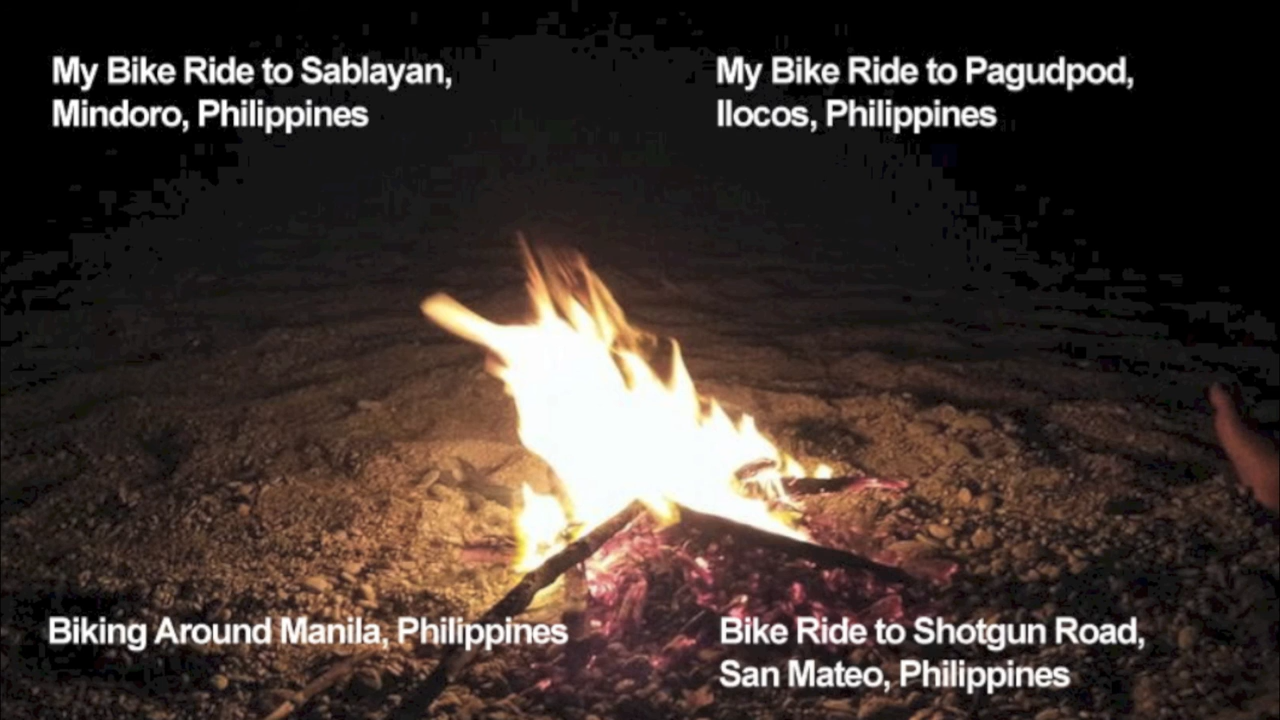 My Bike Ride to Sablayan,
Mindoro, Philippines
My Bike Ride to Pagudpod,
Ilocos, Philippines
Biking Around Manila, Philippines
Bike Ride to Shotgun Road,
San Mateo, Philippines